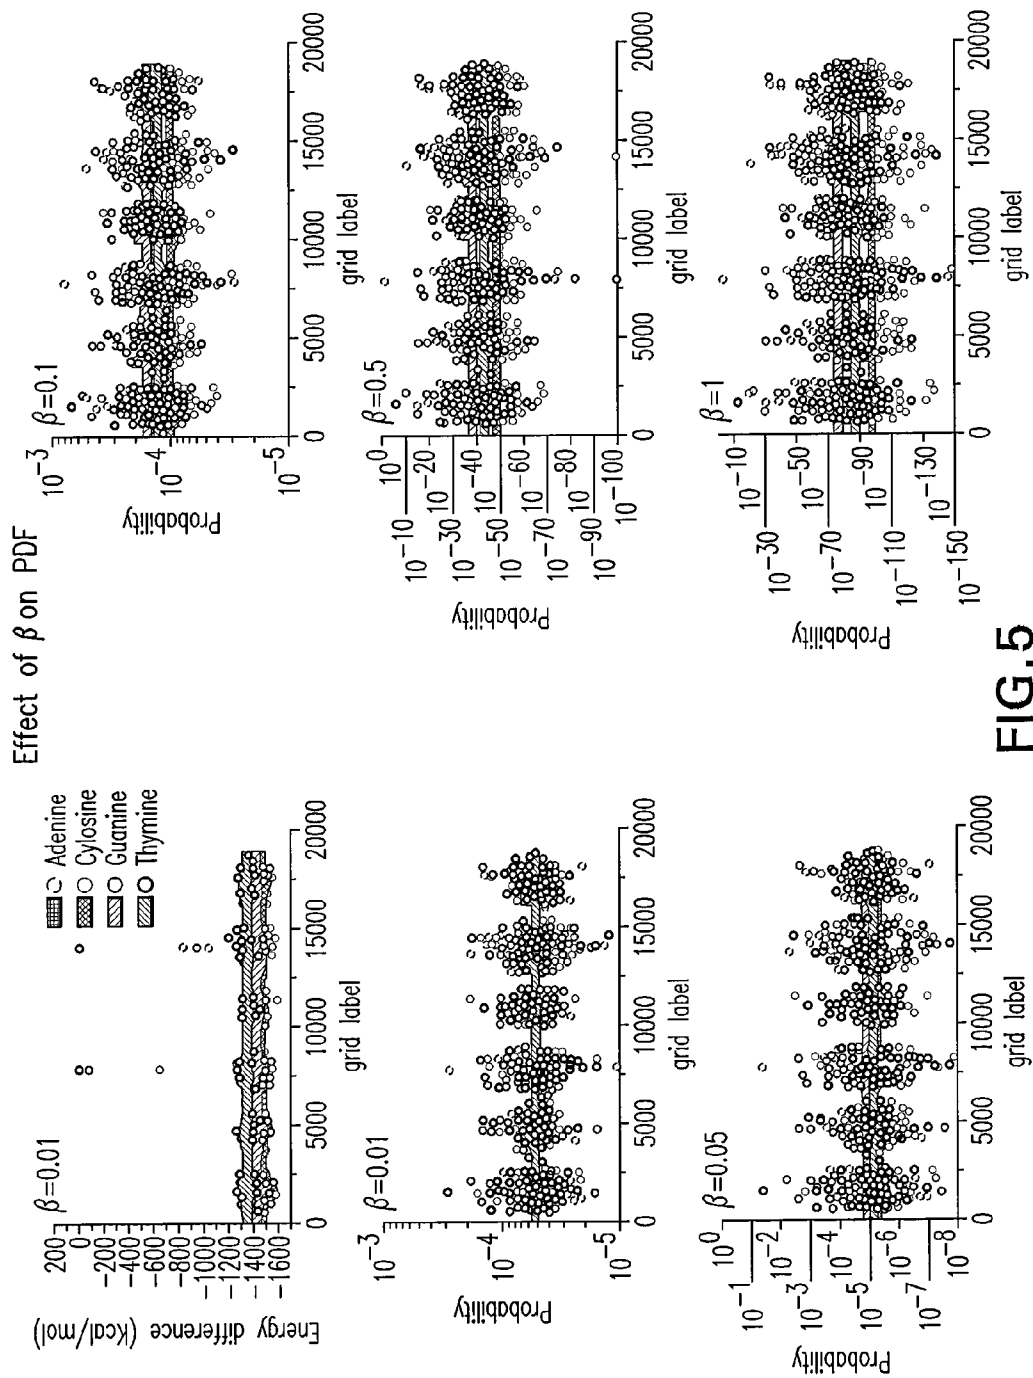 Effect of β on PDF
β=0.01
Adenine
Cylosine
Guanine
Thymine
Energy difference (Kcal/mol)
200
0
-200
-400
-600
-800
-1000
-1200
-1400
-1600
0 5000 10000 15000 20000
grid label
β=0.1
Probability
10⁻³
10⁻⁴
10⁻⁵
0 5000 10000 15000 20000
grid label
β=0.01
Probability
10⁻³
10⁻⁴
10⁻⁵
0 5000 10000 15000 20000
grid label
β=0.5
Probability
10⁰
10⁻¹⁰
10⁻²⁰
10⁻³⁰
10⁻⁴⁰
10⁻⁵⁰
10⁻⁵⁰
10⁻⁶⁰
10⁻⁷⁰
10⁻⁸⁰
10⁻⁹⁰
10⁻¹⁰⁰
0 5000 10000 15000 20000
grid label
β=0.05
Probability
10⁰
10⁻¹
10⁻²
10⁻³
10⁻⁴
10⁻⁵
10⁻⁶
10⁻⁷
10⁻⁸
0 5000 10000 15000 20000
grid label
β=1
Probability
10⁻¹⁰
10⁻³⁰
10⁻⁵⁰
10⁻⁷⁰
10⁻⁹⁰
10⁻¹¹⁰
10⁻¹³⁰
10⁻¹⁵⁰
0 5000 10000 15000 20000
grid label
FIG.5